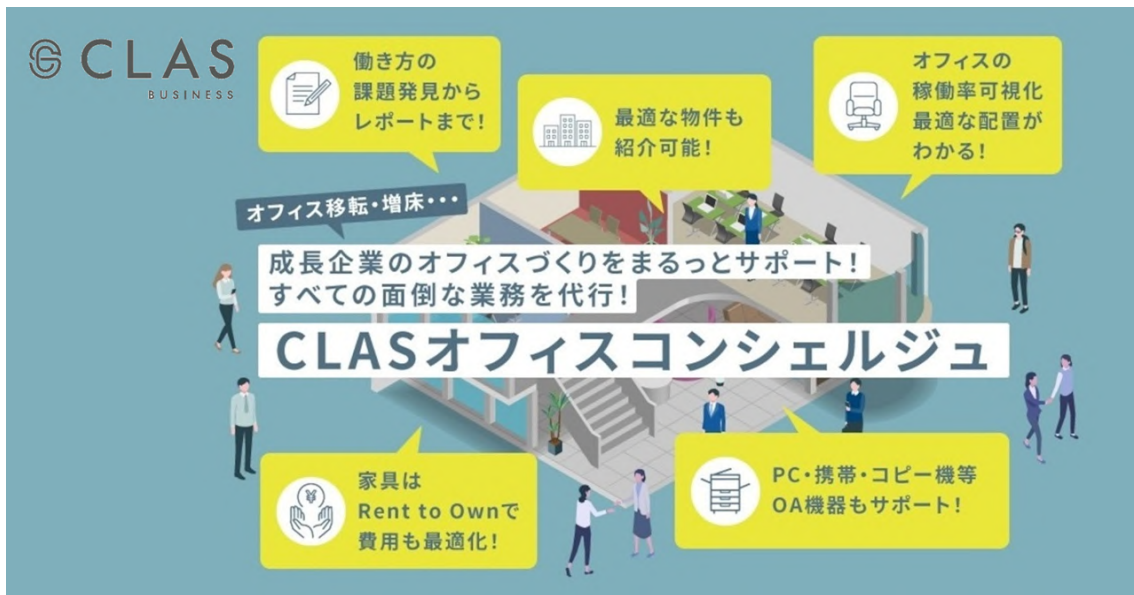 CLAS
BUSINESS
働き方の
課題発見から
レポートまで!
最適な物件も
紹介可能!
オフィスの
稼働率可視化
最適な配置が
わかる!
オフィス移転・増床・・・
成長企業のオフィスづくりをまるっとサポート!
すべての面倒な業務を代行!
CLASオフィスコンシェルジュ
家具は
Rent to Ownで
費用も最適化!
PC・携帯・コピー機等
OA機器もサポート!